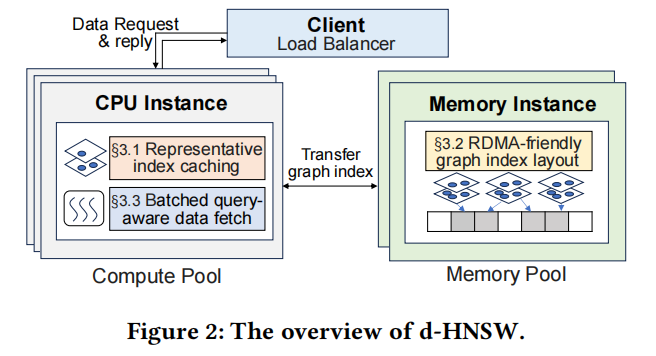 Data Request
& reply
Client
Load Balancer
CPU Instance
§3.1 Representative
index caching
§3.3 Batched query-
aware data fetch
Compute Pool
Transfer
graph index
Memory Instance
§3.2 RDMA-friendly
graph index layout
Memory Pool
Figure 2: The overview of d-HNSW.